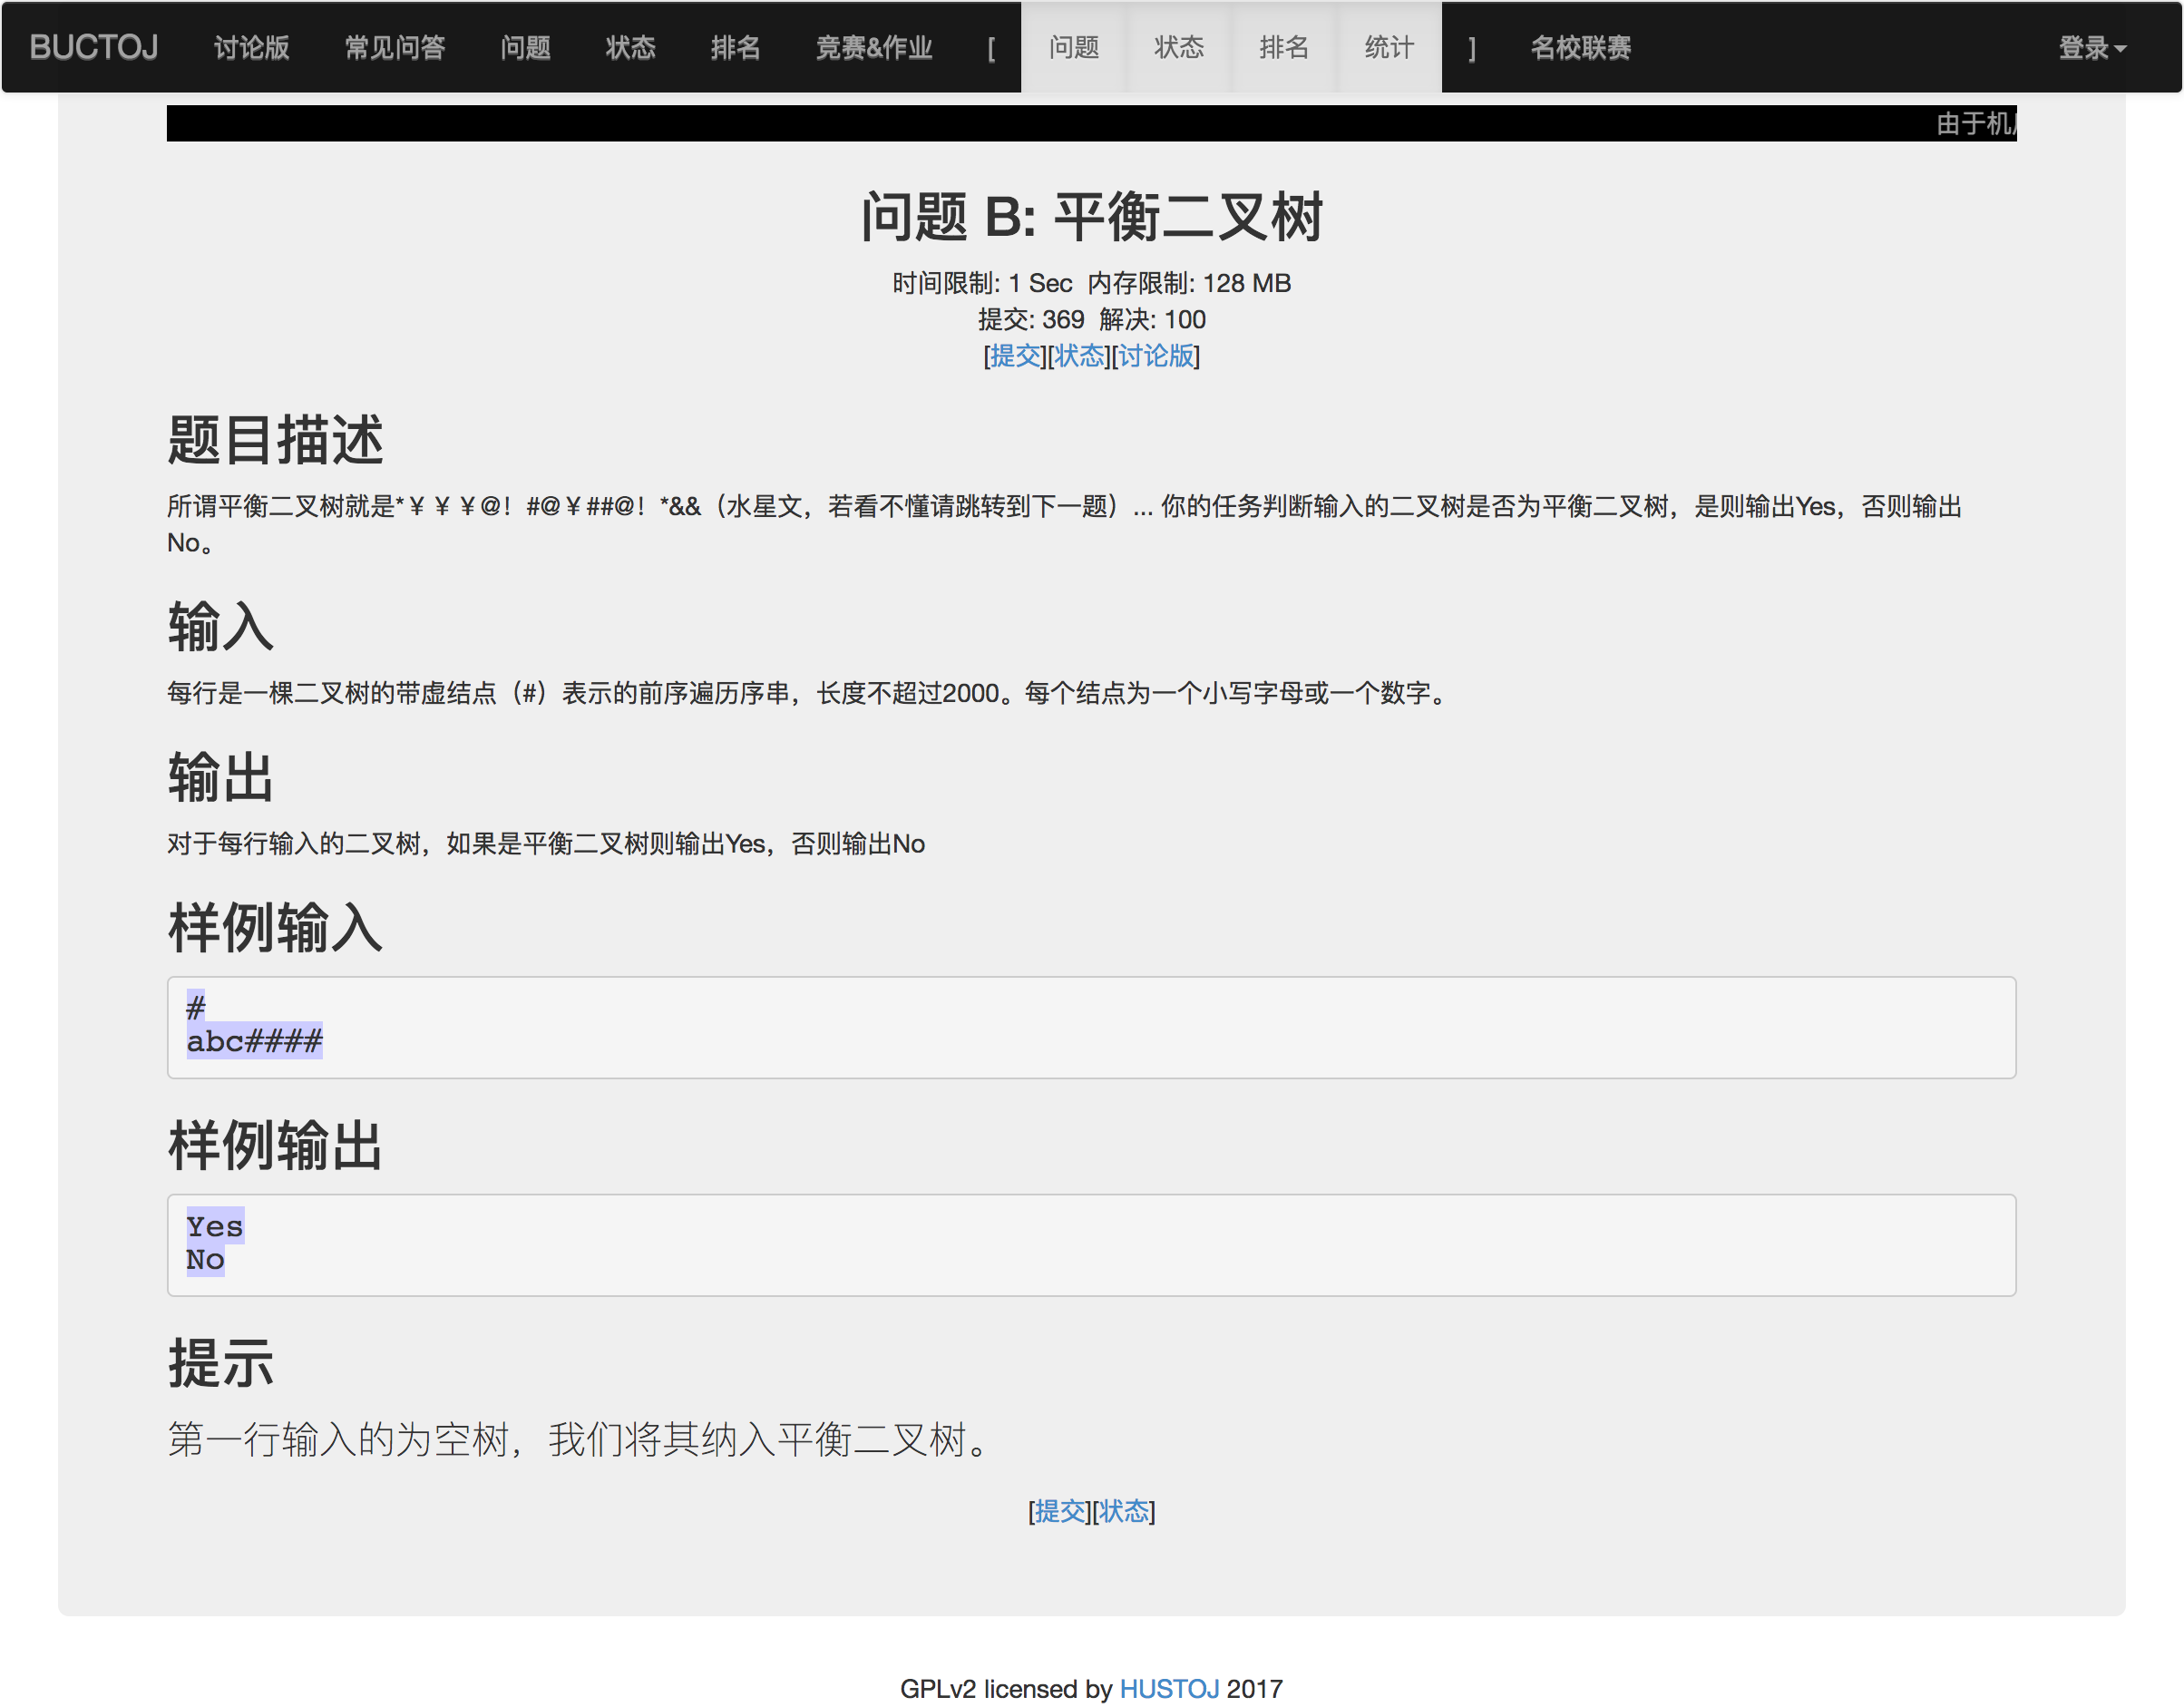 BUCTOJ 讨论版 常见问答 问题 状态 排名 竞赛&作业 [ 问题 状态 排名 统计 ] 名校联赛 登录
由于机
问题 B: 平衡二叉树
时间限制: 1 Sec 内存限制: 128 MB
提交: 369 解决: 100
[提交][状态][讨论版]
题目描述
所谓平衡二叉树就是*￥￥￥@！#@￥##@！*&&（水星文，若看不懂请跳转到下一题）... 你的任务判断输入的二叉树是否为平衡二叉树，是则输出Yes，否则输出
No。
输入
每行是一棵二叉树的带虚结点（#）表示的前序遍历序串，长度不超过2000。每个结点为一个小写字母或一个数字。
输出
对于每行输入的二叉树，如果是平衡二叉树则输出Yes，否则输出No
样例输入
#
abc####
样例输出
Yes
No
提示
第一行输入的为空树，我们将其纳入平衡二叉树。
[提交][状态]
GPLv2 licensed by HUSTOJ 2017